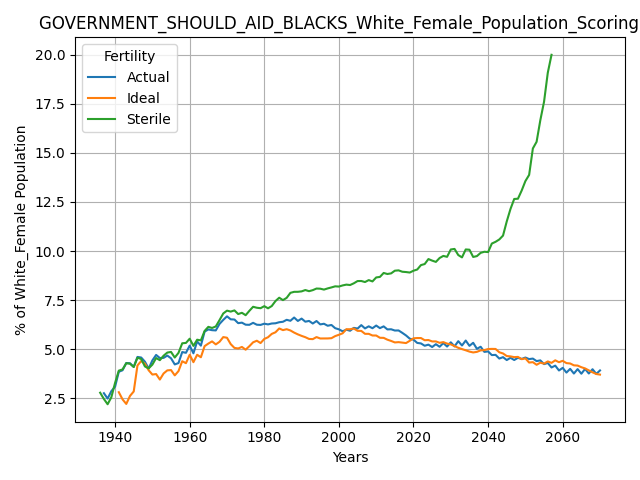 GOVERNMENT_SHOULD_AID_BLACKS_White_Female_Population_Scoring
Fertility
Actual
Ideal
Sterile
% of White_Female Population
20.0
17.5
15.0
12.5
10.0
7.5
5.0
2.5
1940 1960 1980 2000 2020 2040 2060
Years